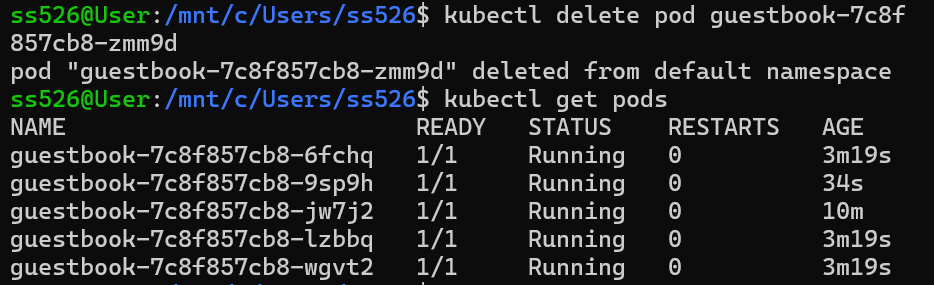 ss526@User:/mnt/c/Users/ss526$ kubectl delete pod guestbook-7c8f
857cb8-zmm9d
pod "guestbook-7c8f857cb8-zmm9d" deleted from default namespace
ss526@User:/mnt/c/Users/ss526$ kubectl get pods
NAME                         READY   STATUS    RESTARTS   AGE
guestbook-7c8f857cb8-6fchq   1/1     Running   0          3m19s
guestbook-7c8f857cb8-9sp9h   1/1     Running   0          34s
guestbook-7c8f857cb8-jw7j2   1/1     Running   0          10m
guestbook-7c8f857cb8-lzbbq   1/1     Running   0          3m19s
guestbook-7c8f857cb8-wgvt2   1/1     Running   0          3m19s